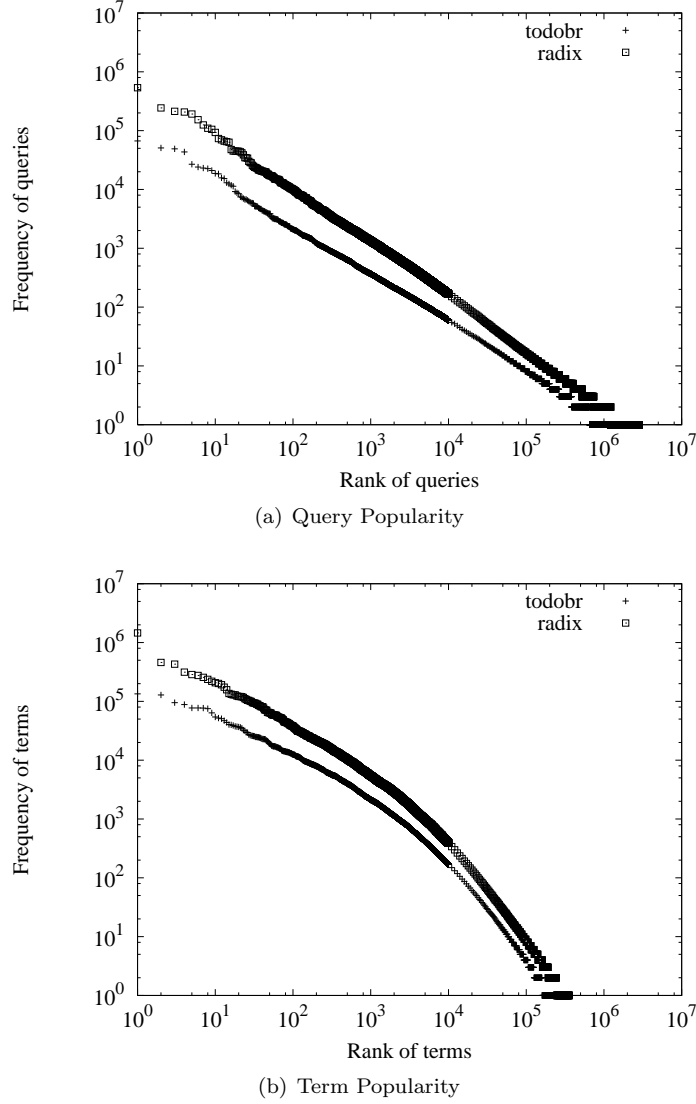 10^7
10^6
10^5
10^4
10^3
10^2
10^1
10^0
Frequency of queries
todobr
radix
10^0 10^1 10^2 10^3 10^4 10^5 10^6 10^7
Rank of queries
(a) Query Popularity
10^7
10^6
10^5
10^4
10^3
10^2
10^1
10^0
Frequency of terms
todobr
radix
10^0 10^1 10^2 10^3 10^4 10^5 10^6 10^7
Rank of terms
(b) Term Popularity